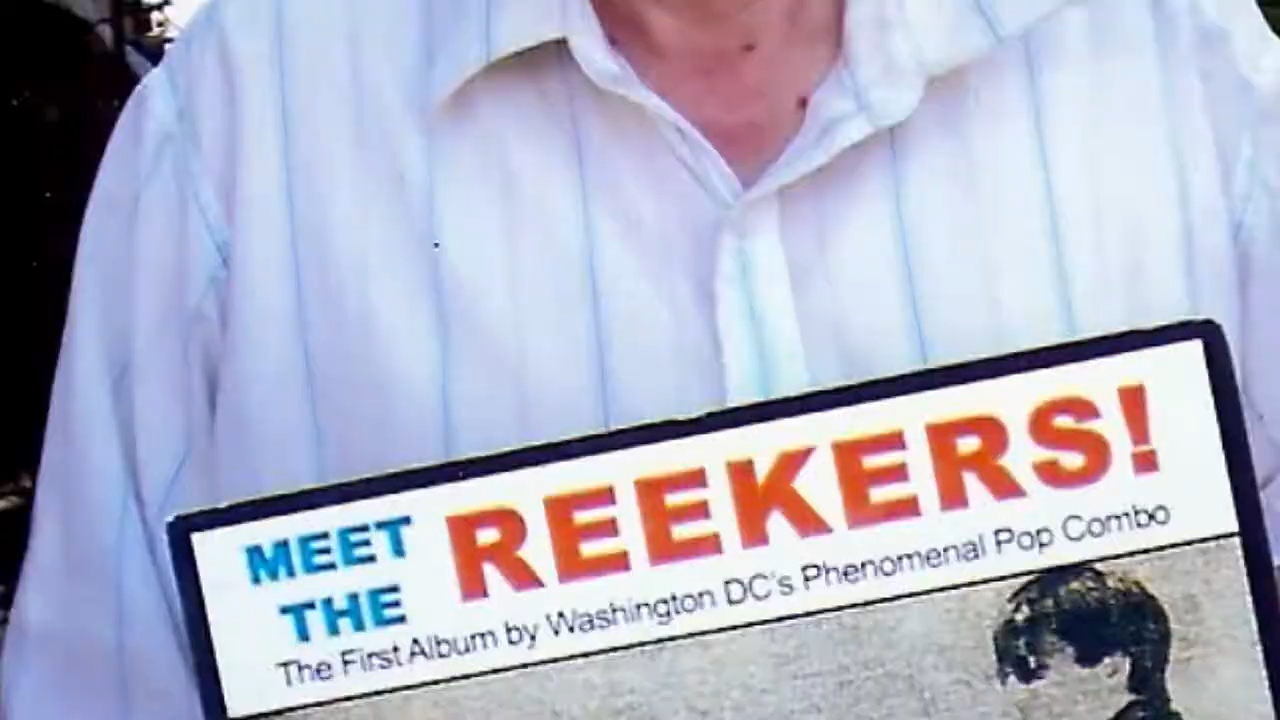 MEET
THE
REEKERS!
The First Album by Washington DC's Phenomenal Pop Combo